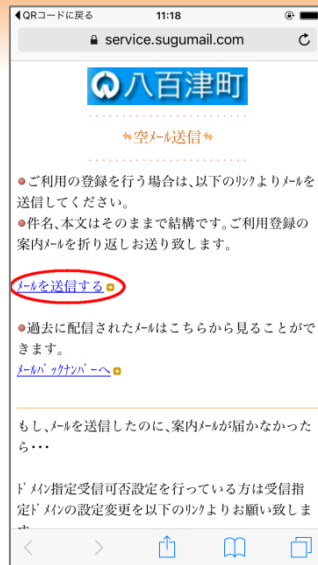 ◀QRコードに戻る 11:18
service.sugumail.com
八百津町
空ﾒｰﾙ送信
●ご利用の登録を行う場合は、以下のﾘﾝｸよりﾒｰﾙを
送信してください。
●件名、本文はそのままで結構です。ご利用登録の
案内ﾒｰﾙを折り返しお送り致します。
ﾒｰﾙを送信する
●過去に配信されたﾒｰﾙはこちらから見ることがで
きます。
ﾒｰﾙﾊﾞｯｸﾅﾝﾊﾞｰへ
もし、ﾒｰﾙを送信したのに、案内ﾒｰﾙが届かなかった
ら・・・
ﾄﾞﾒｲﾝ指定受信可否設定を行っている方は受信指
定ﾄﾞﾒｲﾝの設定変更を以下のﾘﾝｸよりお願い致しま